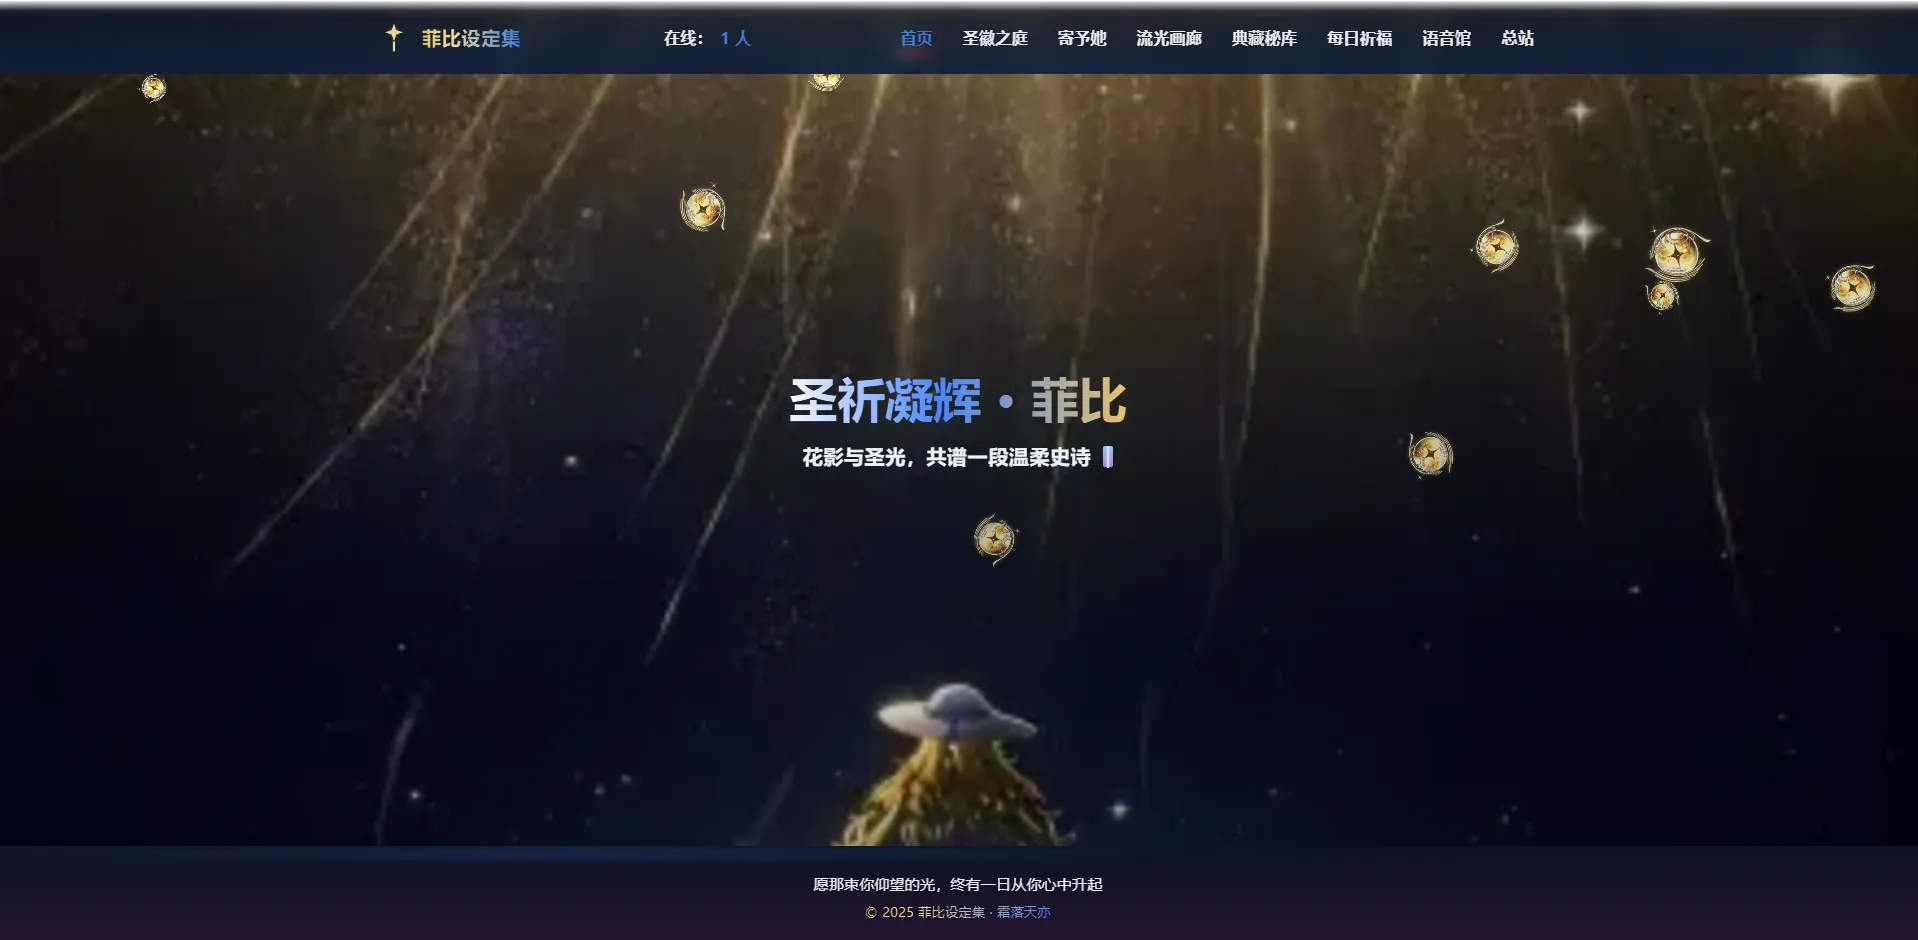 菲比设定集
在线： 1 人
首页 圣徽之庭 寄予她 流光画廊 典藏秘库 每日祈福 语音馆 总站
圣祈凝辉 · 菲比
花影与圣光，共谱一段温柔史诗
愿那束你仰望的光，终有一日从你心中升起
© 2025 菲比设定集 · 霜落天亦